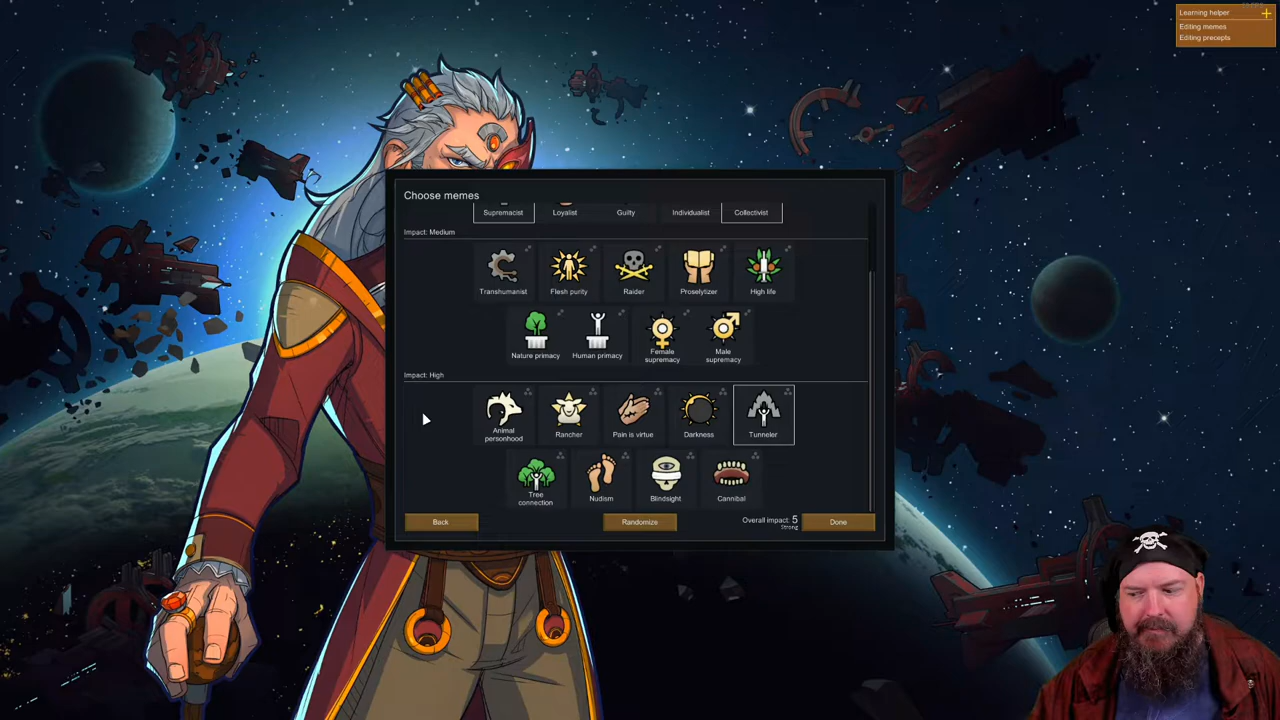 Learning helper
Editing memes
Editing precepts
Choose memes
Supremacist Loyalist Guilty Individualist Collectivist
Impact: Medium
Transhumanist Flesh purity Raider Proselytizer High life
Nature primacy Human primacy Female supremacy Male supremacy
Impact: High
Animal personhood Rancher Pain is virtue Darkness Tunneler
Tree connection Nudism Blindsight Cannibal
Back Randomize Overall impact: 5 Done
Strong